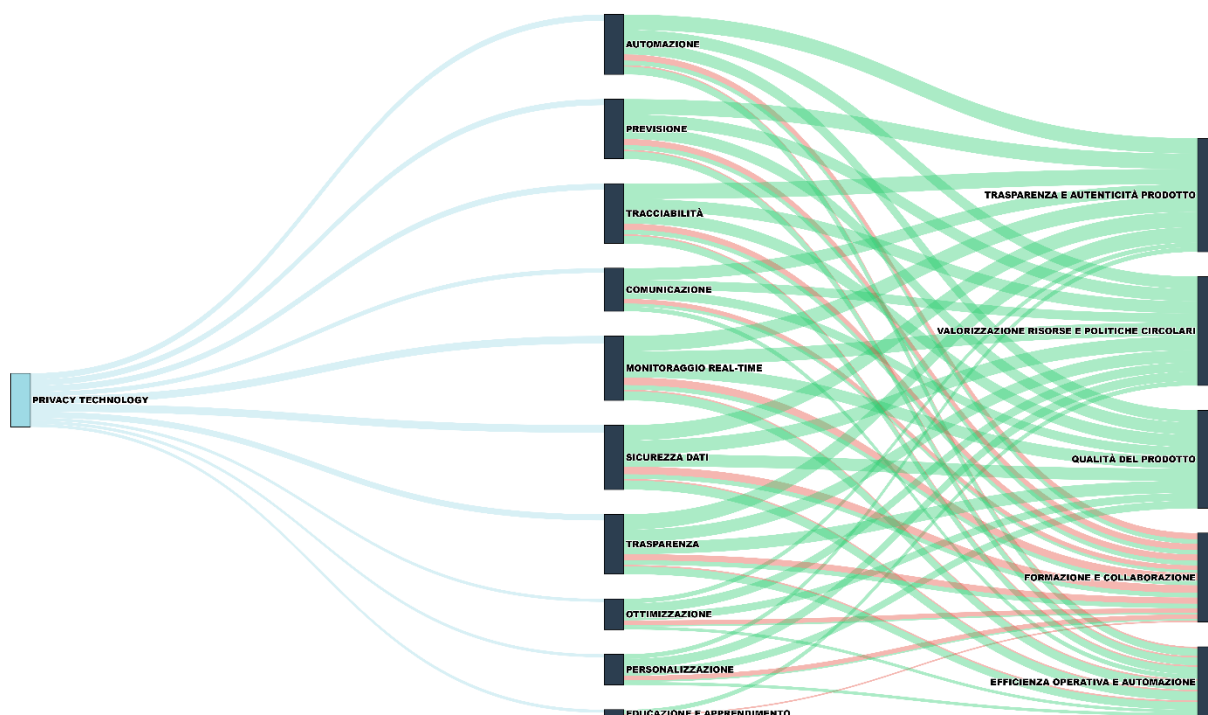 PRIVACY TECHNOLOGY
AUTOMAZIONE
PREVISIONE
TRACCIABILITÀ
COMUNICAZIONE
MONITORAGGIO REAL-TIME
SICUREZZA DATI
TRASPARENZA
OTTIMIZZAZIONE
PERSONALIZZAZIONE
EDUCAZIONE E APPRENDIMENTO
TRASPARENZA E AUTENTICITÀ PRODOTTO
VALORIZZAZIONE RISORSE E POLITICHE CIRCOLARI
QUALITÀ DEL PRODOTTO
FORMAZIONE E COLLABORAZIONE
EFFICIENZA OPERATIVA E AUTOMAZIONE